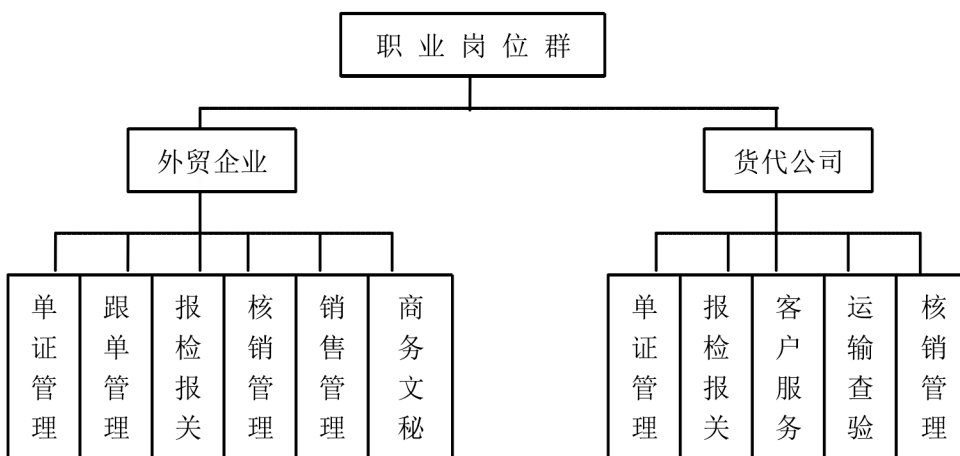 职业岗位群
外贸企业
货代公司
单证管理
跟单管理
报检报关
核销管理
销售管理
商务文秘
单证管理
报检报关
客户服务
运输查验
核销管理